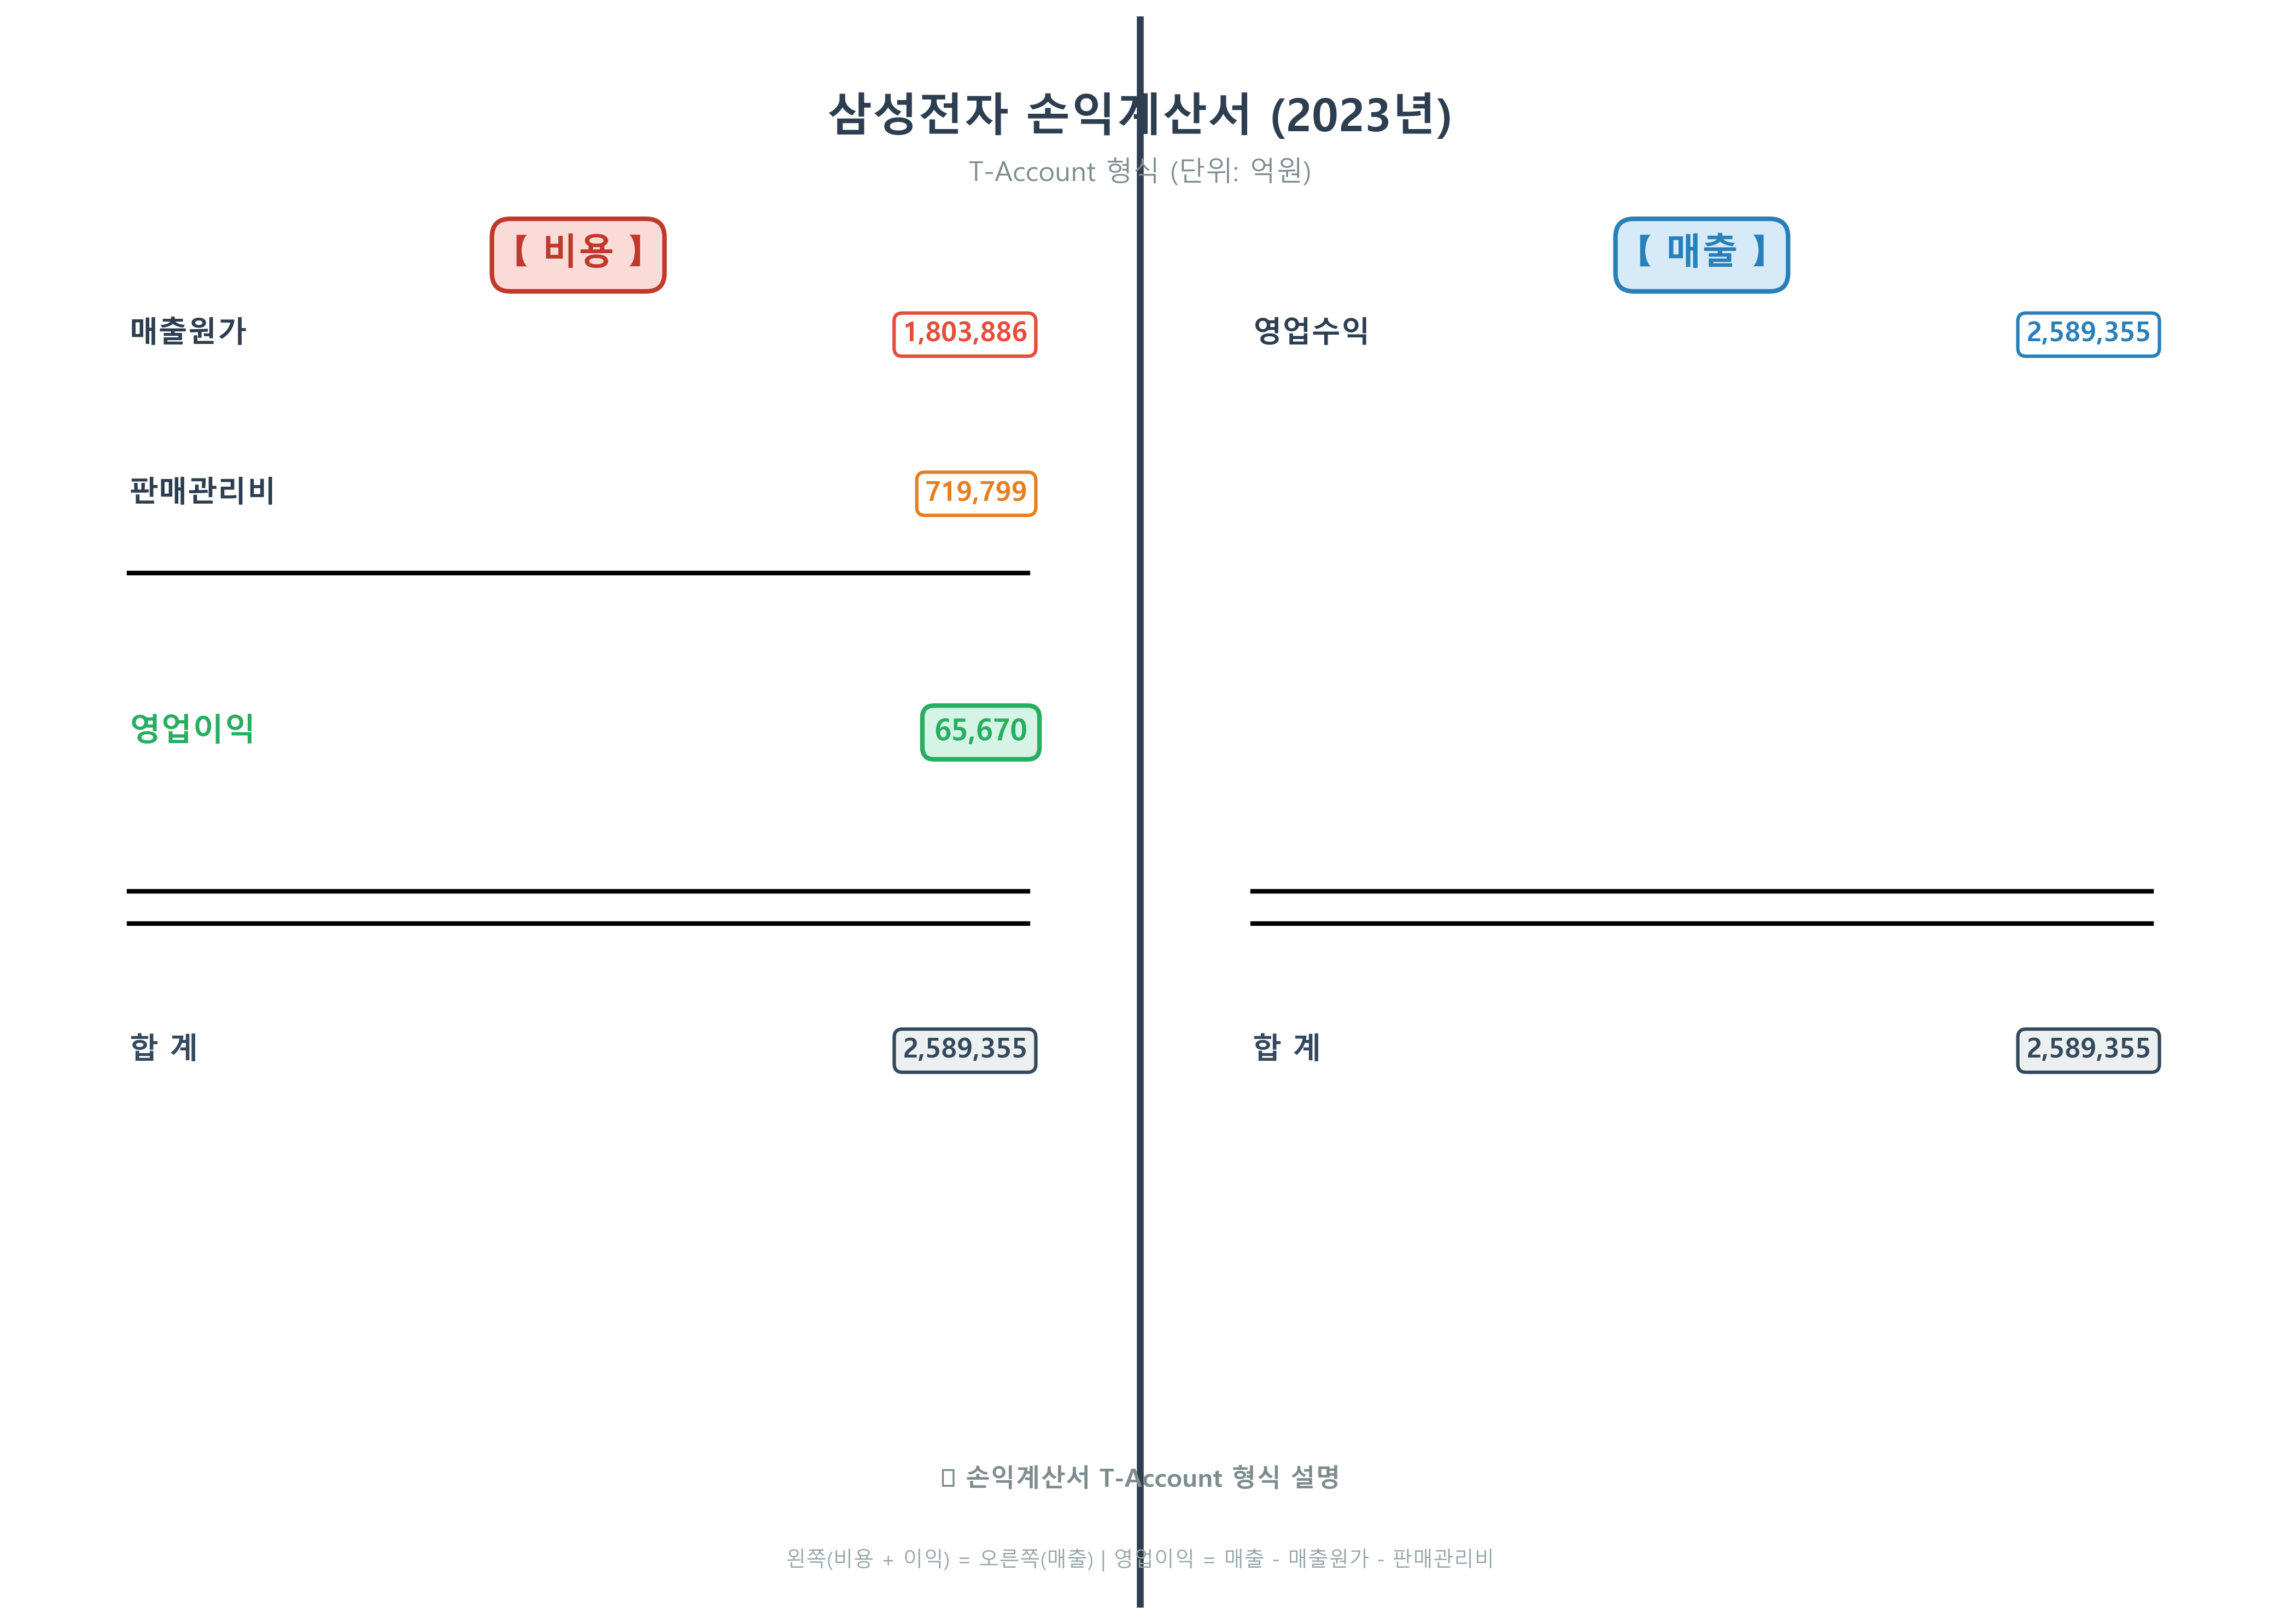 삼성전자 손익계산서 (2023년)
T-Account 형식 (단위: 억원)
【 비용 】
매출원가 1,803,886
판매관리비 719,799
영업이익 65,670
합 계 2,589,355
【 매출 】
영업수익 2,589,355
합 계 2,589,355
손익계산서 T-Account 형식 설명
왼쪽(비용 + 이익) = 오른쪽(매출) | 영업이익 = 매출 - 매출원가 - 판매관리비